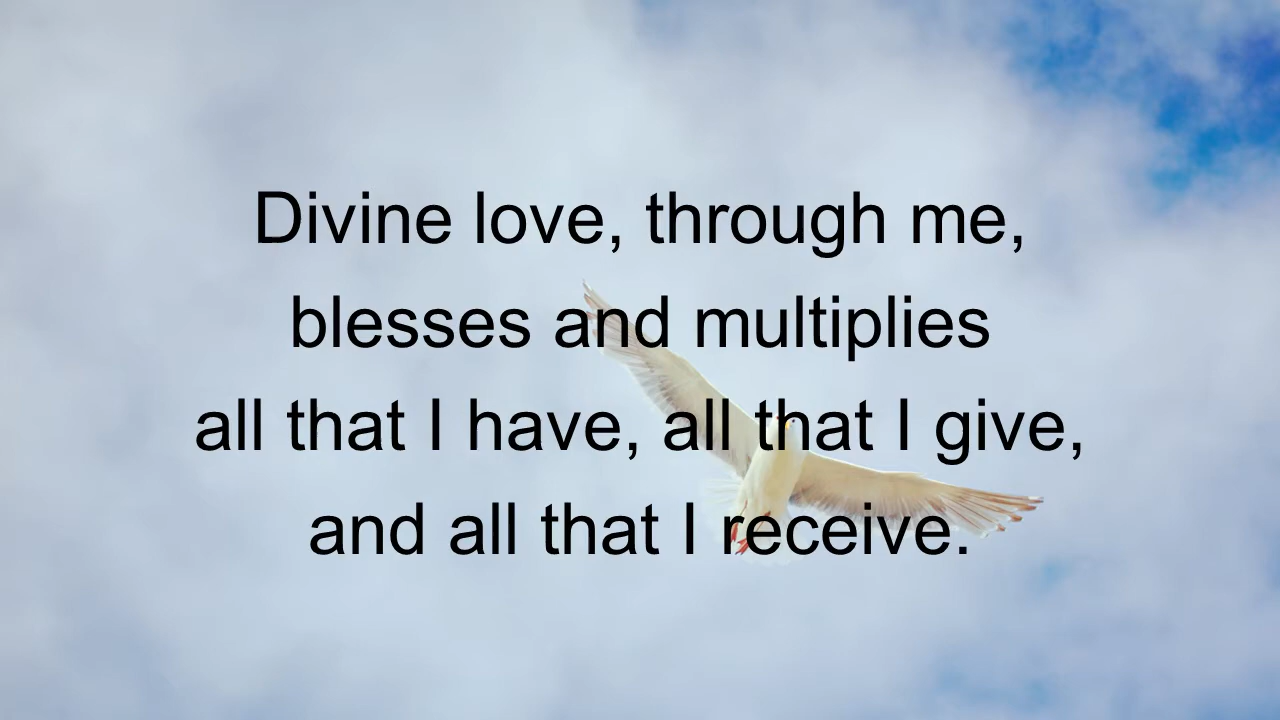 Divine love, through me,
blesses and multiplies
all that I have, all that I give,
and all that I receive.